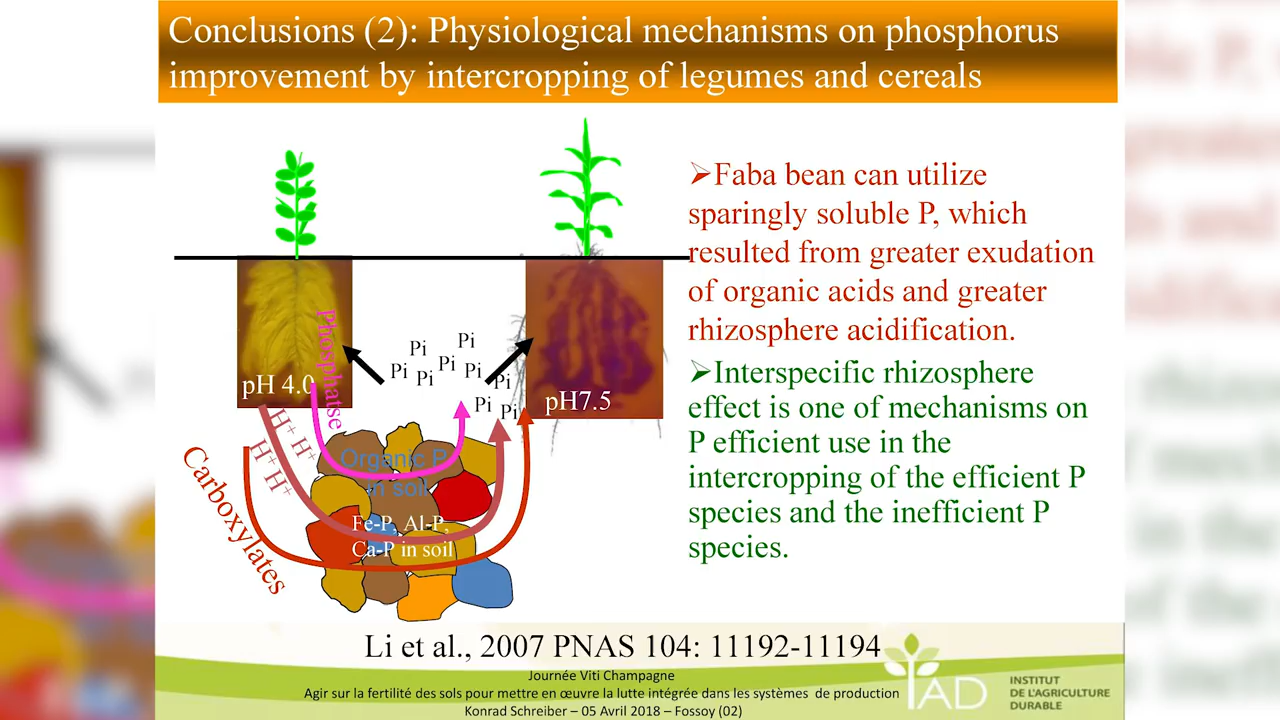 Conclusions (2): Physiological mechanisms on phosphorus
improvement by intercropping of legumes and cereals
➢Faba bean can utilize
sparingly soluble P, which
resulted from greater exudation
of organic acids and greater
rhizosphere acidification.
➢Interspecific rhizosphere
effect is one of mechanisms on
P efficient use in the
intercropping of the efficient P
species and the inefficient P
species.
Phosphatse
pH 4.0
pH7.5
Pi
Pi
Pi
Pi
Pi
Pi
Pi
Pi
Pi
H⁺ H⁺
H⁺ H⁺
Carboxylates
Organic P
in soil
Fe-P, Al-P,
Ca-P in soil
Li et al., 2007 PNAS 104: 11192-11194
Journée Viti Champagne
Agir sur la fertilité des sols pour mettre en œuvre la lutte intégrée dans les systèmes de production
Konrad Schreiber – 05 Avril 2018 – Fossoy (02)
IAD
INSTITUT
DE L'AGRICULTURE
DURABLE